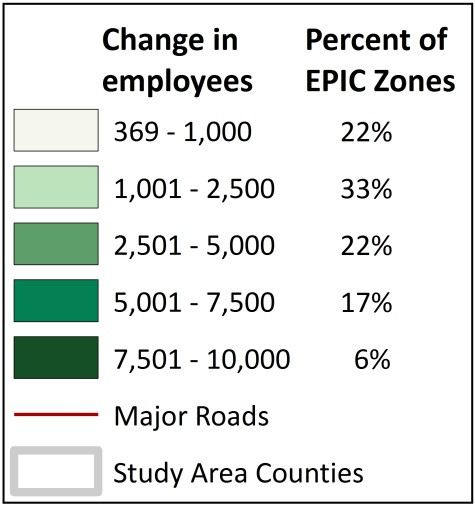 Change in employees Percent of EPIC Zones
369 - 1,000 22%
1,001 - 2,500 33%
2,501 - 5,000 22%
5,001 - 7,500 17%
7,501 - 10,000 6%
Major Roads
Study Area Counties